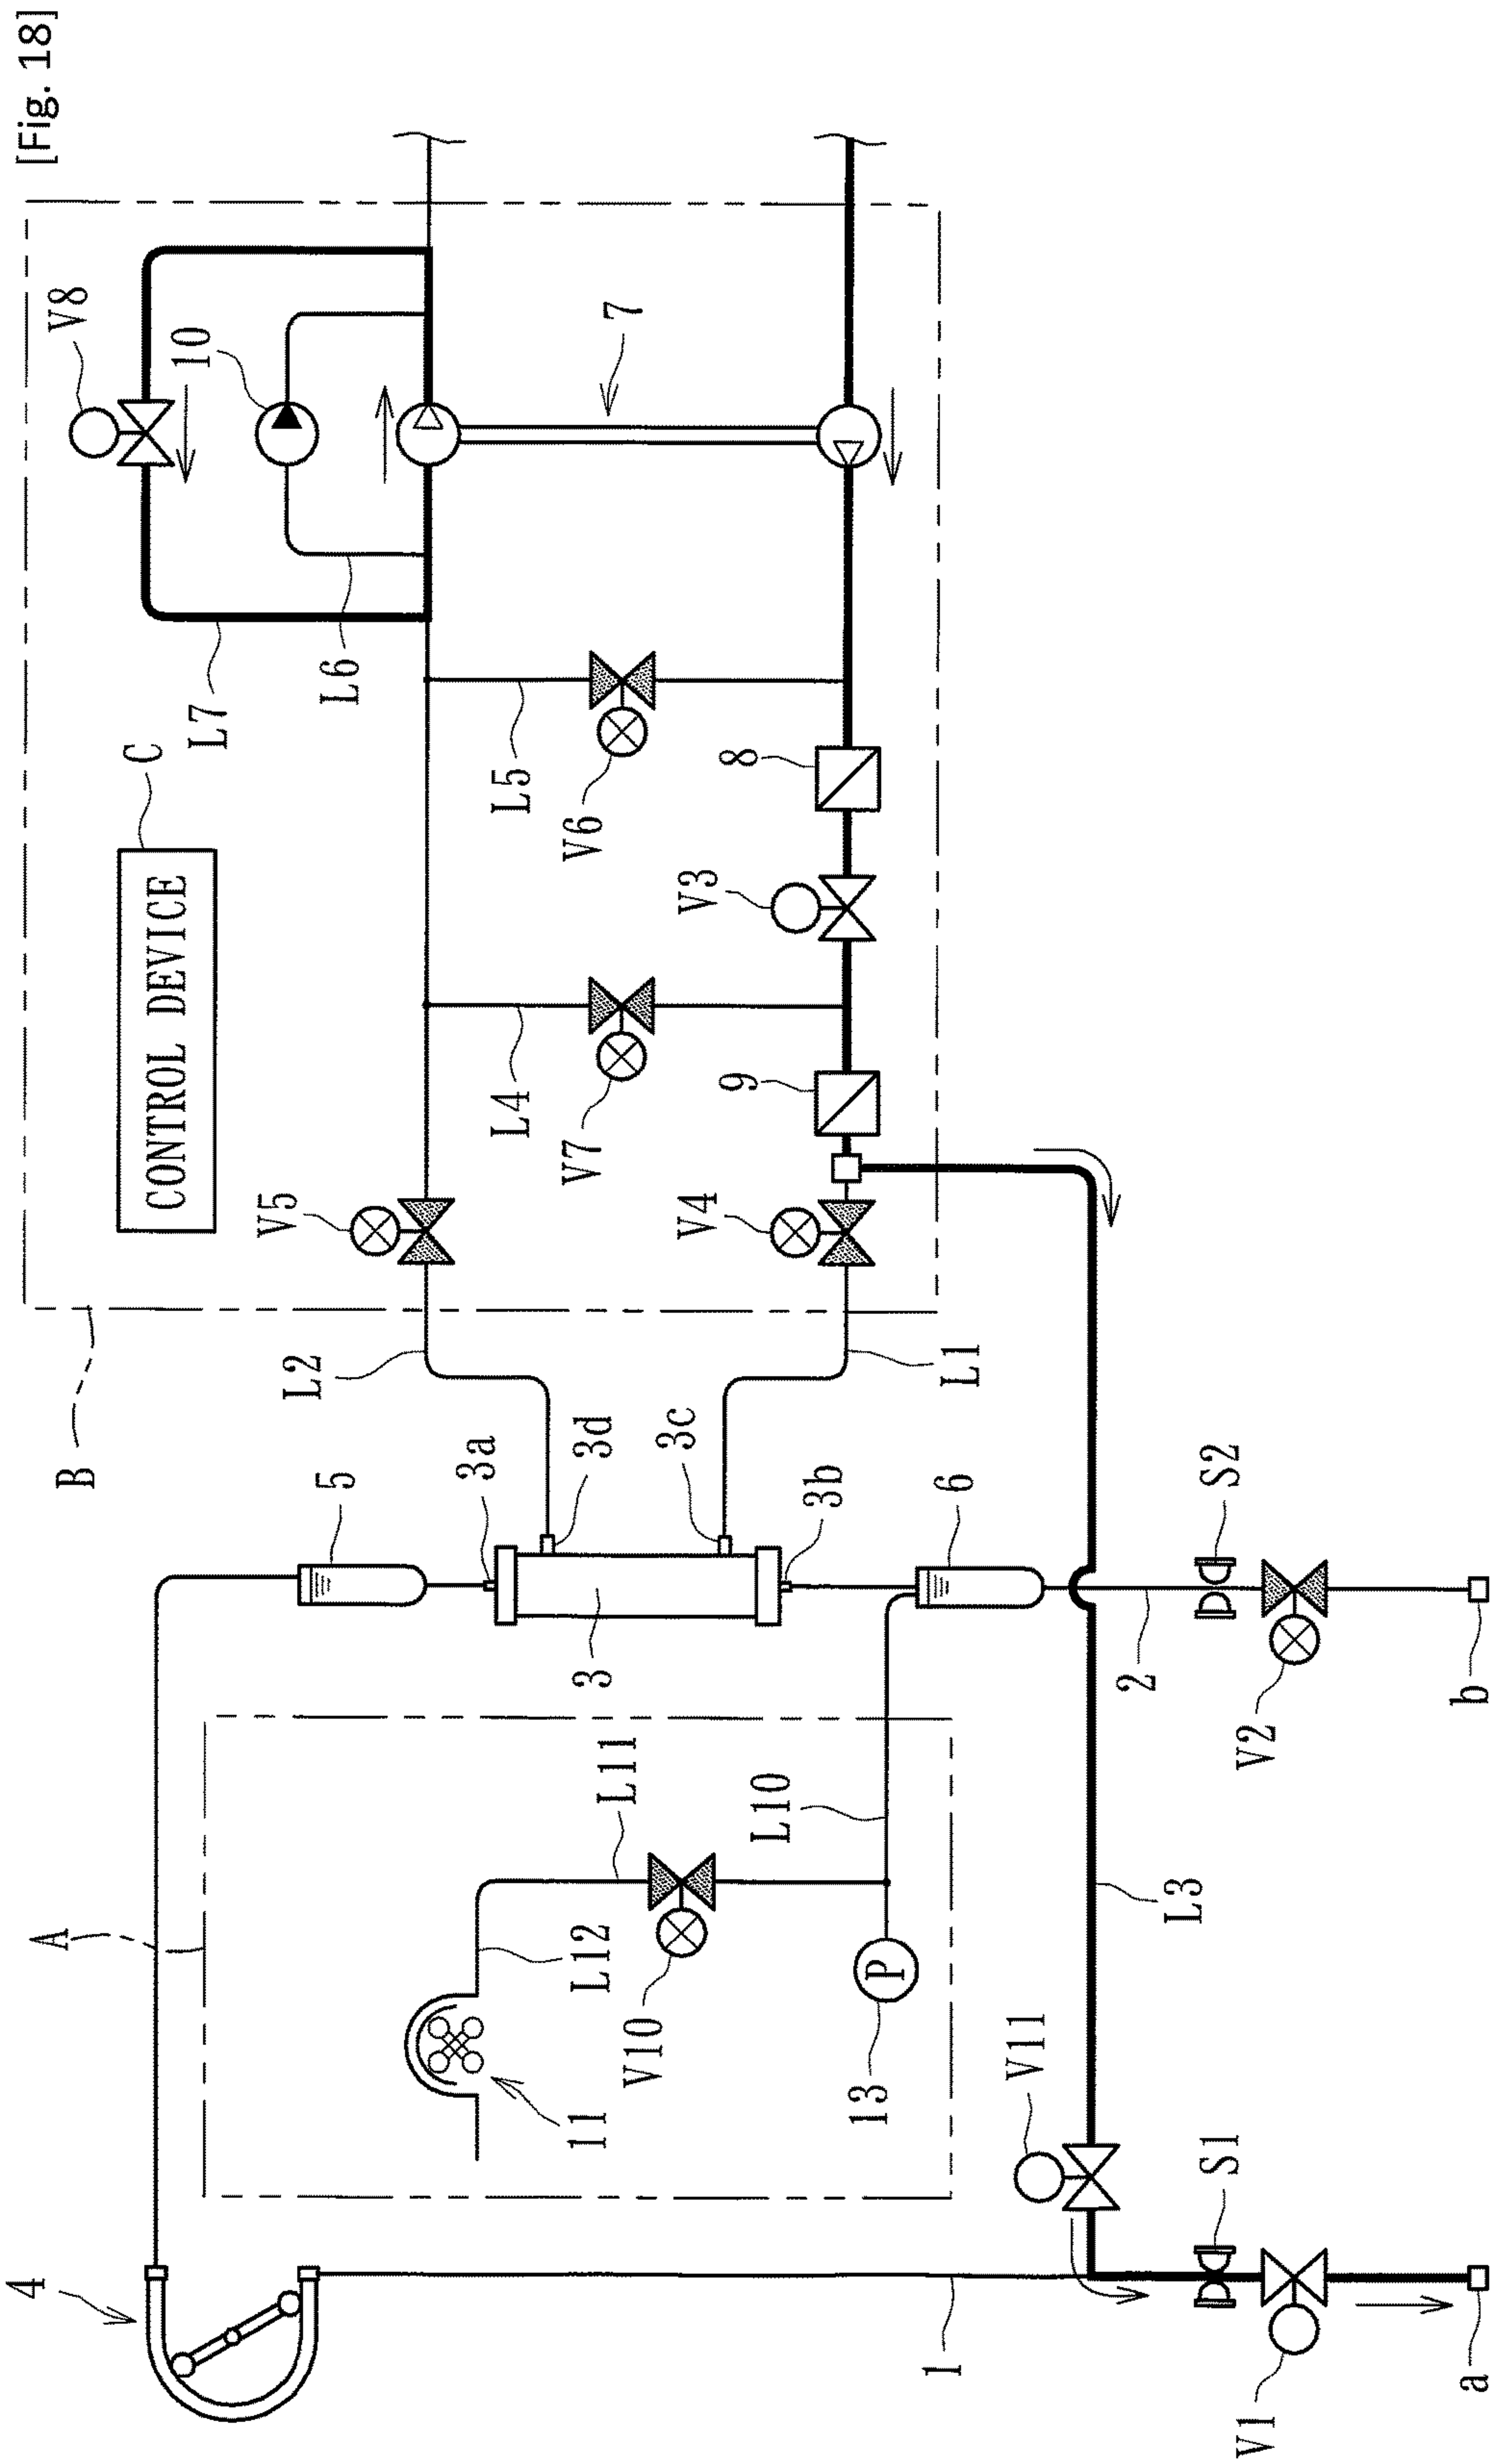 [Fig. 18]
V8
10
7
L7
L6
C
CONTROL DEVICE
L5
V6
8
V3
L4
V7
9
V5
V4
B
L2
L1
5
3a
3d
3c
3b
6
S2
3
2
V2
b
A
L11
L12
V10
L10
P
13
11
L3
V11
S1
4
1
V1
a